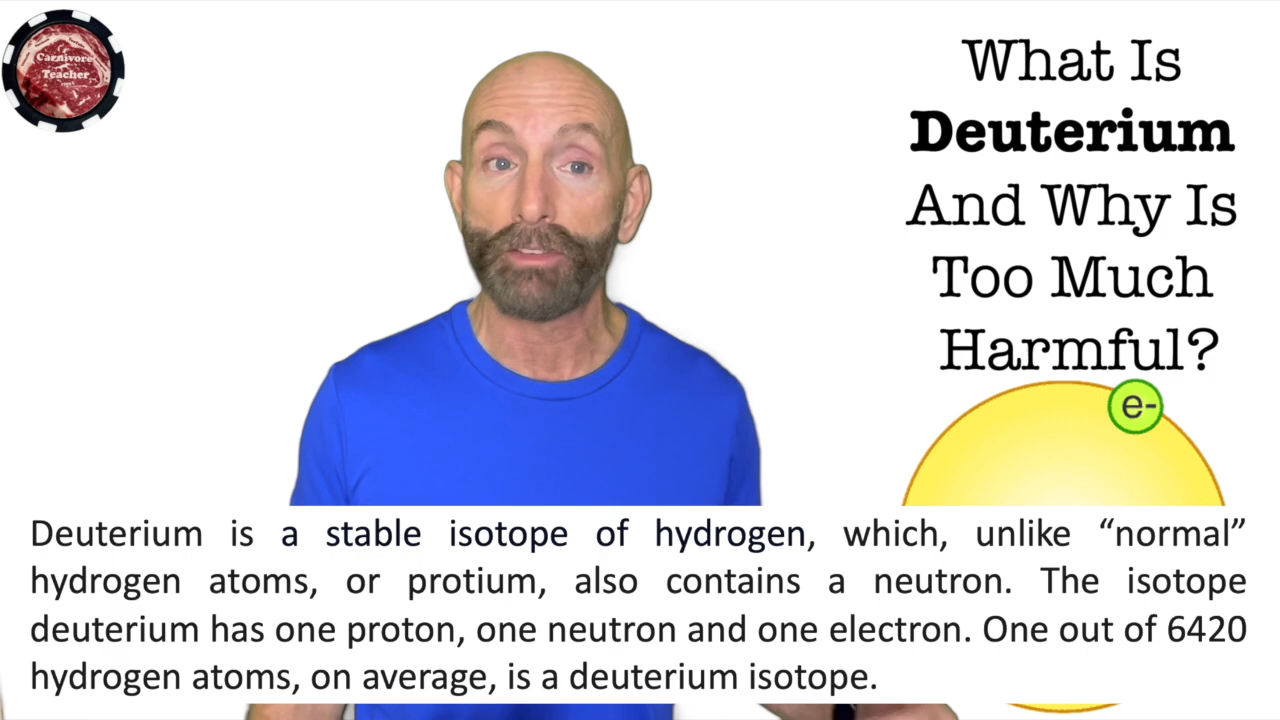 Carnivore
Teacher
What Is
Deuterium
And Why Is
Too Much
Harmful?
e-
Deuterium is a stable isotope of hydrogen, which, unlike “normal”
hydrogen atoms, or protium, also contains a neutron. The isotope
deuterium has one proton, one neutron and one electron. One out of 6420
hydrogen atoms, on average, is a deuterium isotope.